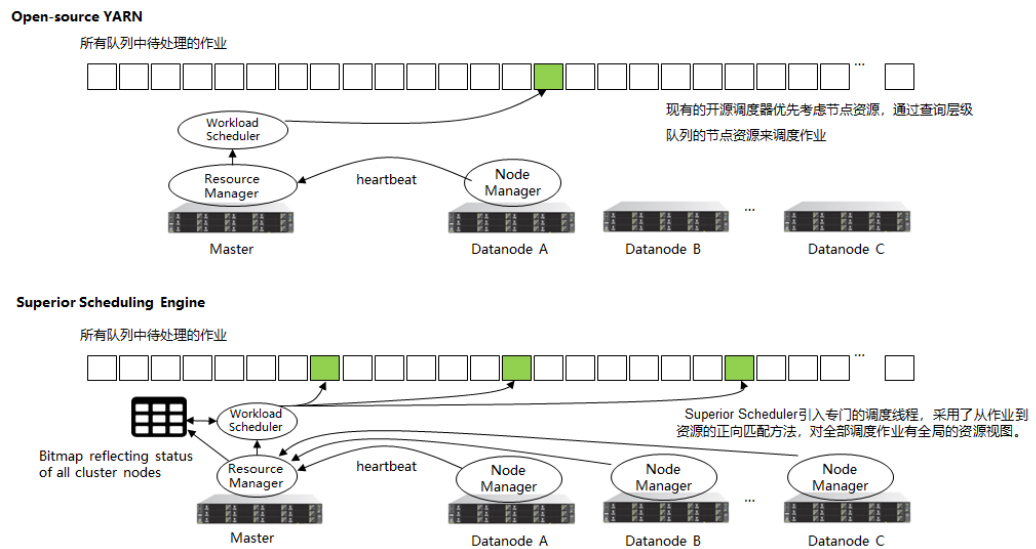 Open-source YARN
所有队列中待处理的作业
...
现有的开源调度器优先考虑节点资源，通过查询层级
队列的节点资源来调度作业
Workload
Scheduler
Resource
Manager
heartbeat
Node
Manager
...
Master
Datanode A
Datanode B
Datanode C
Superior Scheduling Engine
所有队列中待处理的作业
...
Workload
Scheduler
Superior Scheduler引入专门的调度线程，采用了从作业到
资源的正向匹配方法，对全部调度作业有全局的资源视图。
Bitmap reflecting status
of all cluster nodes
Resource
Manager
heartbeat
Node
Manager
Node
Manager
Node
Manager
...
Master
Datanode A
Datanode B
Datanode C